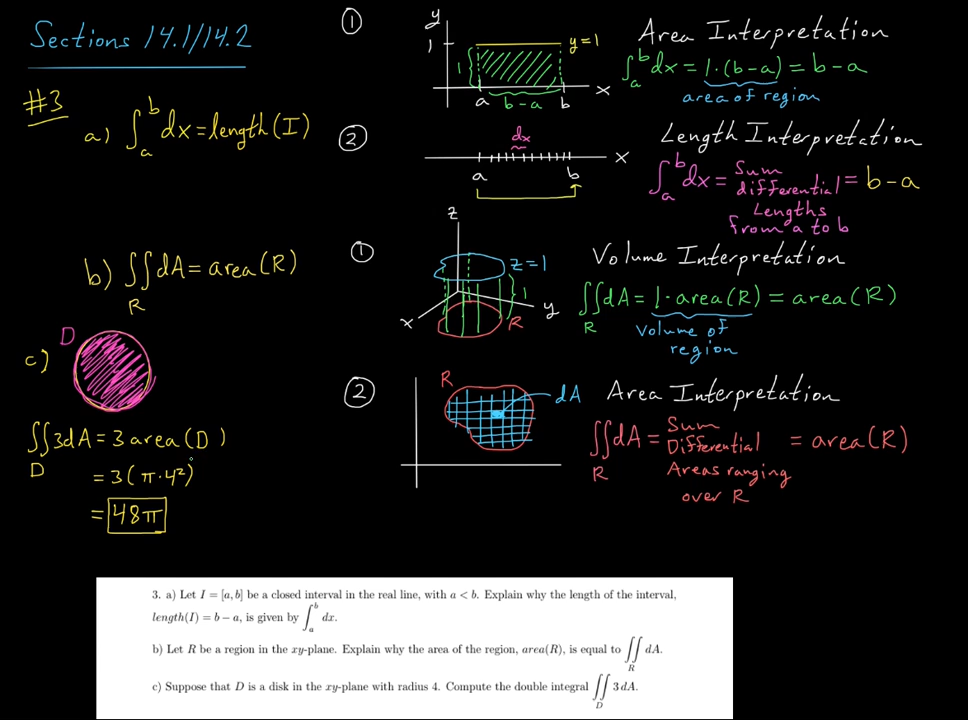 Sections 14.1/14.2
#3
a) ∫_a^b dx = length(I)
①
y
1
y=1
1
a
b-a
b
x
Area Interpretation
∫_a^b dx = 1·(b-a) = b-a
area of region
②
dx
a
b
x
Length Interpretation
∫_a^b dx = Sum differential Lengths from a to b = b-a
b) ∬_R dA = area(R)
①
z
z=1
1
y
x
R
Volume Interpretation
∬_R dA = 1·area(R) = area(R)
Volume of
region
c)
D
∬_D 3dA = 3 area(D)
= 3(π·4²)
= 48π
②
R
dA
Area Interpretation
∬_R dA = Sum Differential Areas ranging over R = area(R)
3. a) Let I = [a, b] be a closed interval in the real line, with a < b. Explain why the length of the interval,
length(I) = b − a, is given by ∫_a^b dx.
b) Let R be a region in the xy-plane. Explain why the area of the region, area(R), is equal to ∬_R dA.
c) Suppose that D is a disk in the xy-plane with radius 4. Compute the double integral ∬_D 3 dA.